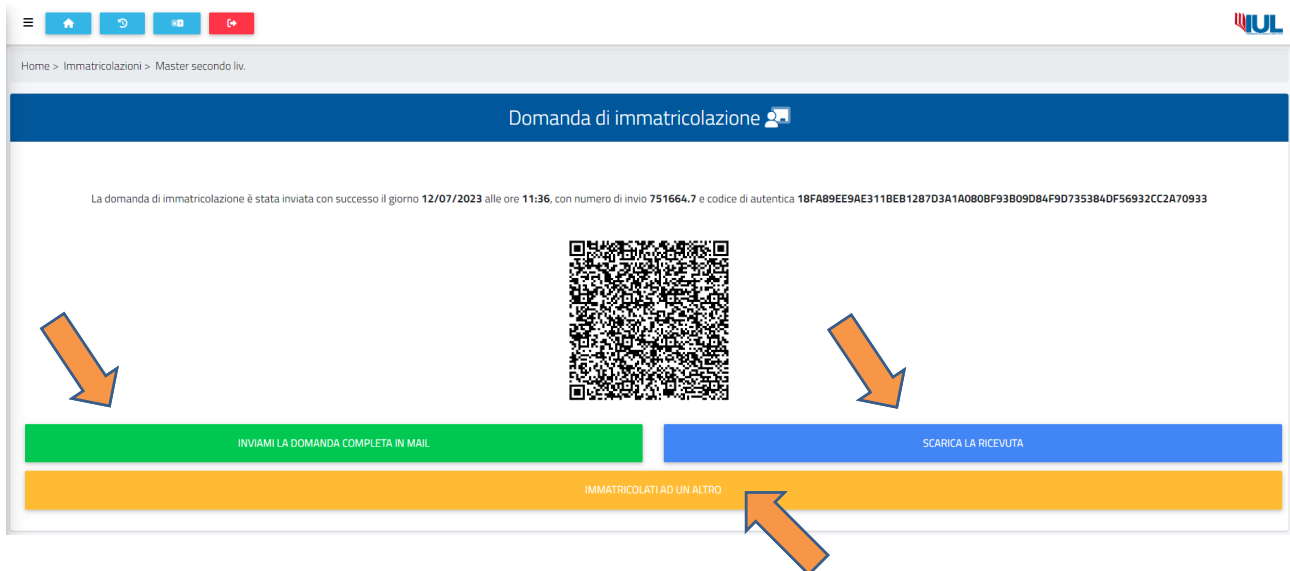 IUL
Home > Immatricolazioni > Master secondo liv.
Domanda di immatricolazione
La domanda di immatricolazione è stata inviata con successo il giorno 12/07/2023 alle ore 11:36, con numero di invio 751664.7 e codice di autentica 18FA89EE9AE311BEB1287D3A1A080BF93B09D84F9D735384DF56932CC2A70933
INVIAMI LA DOMANDA COMPLETA IN MAIL
SCARICA LA RICEVUTA
IMMATRICOLATI AD UN ALTRO